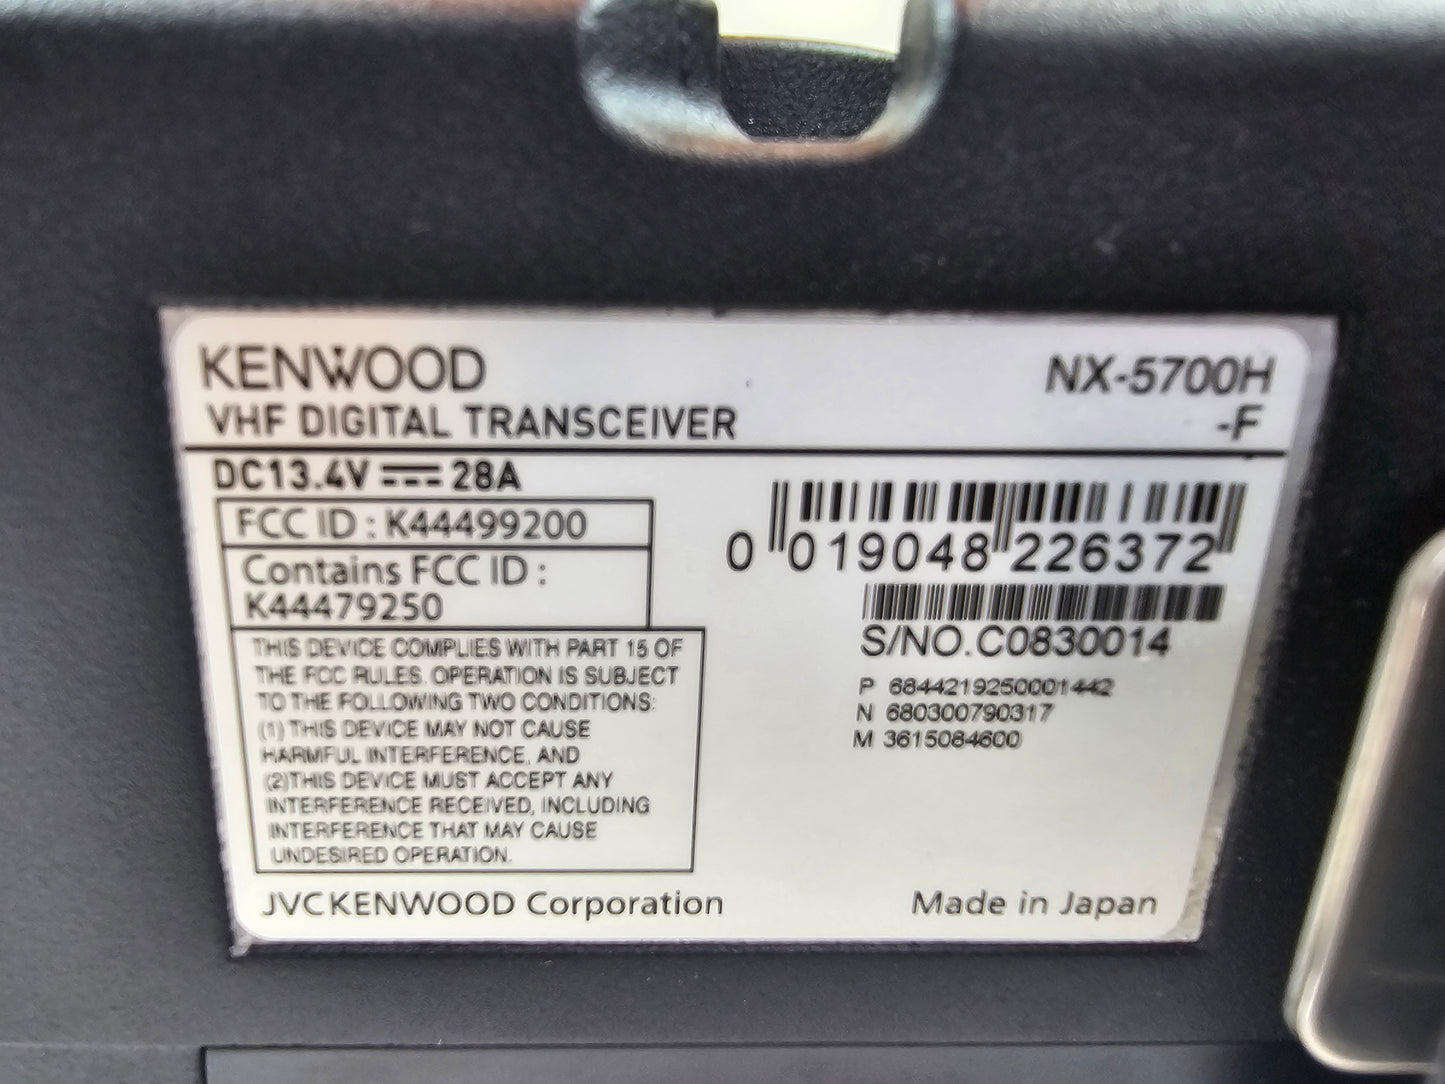 KENWOOD
VHF DIGITAL TRANSCEIVER
NX-5700H
-F
DC13.4V ⎓ 28A
FCC ID : K44499200
Contains FCC ID :
K44479250
THIS DEVICE COMPLIES WITH PART 15 OF
THE FCC RULES. OPERATION IS SUBJECT
TO THE FOLLOWING TWO CONDITIONS:
(1) THIS DEVICE MAY NOT CAUSE
HARMFUL INTERFERENCE, AND
(2)THIS DEVICE MUST ACCEPT ANY
INTERFERENCE RECEIVED, INCLUDING
INTERFERENCE THAT MAY CAUSE
UNDESIRED OPERATION.
0 019048 226372
S/NO.C0830014
P 6844219250001442
N 680300790317
M 3615084600
JVCKENWOOD Corporation
Made in Japan